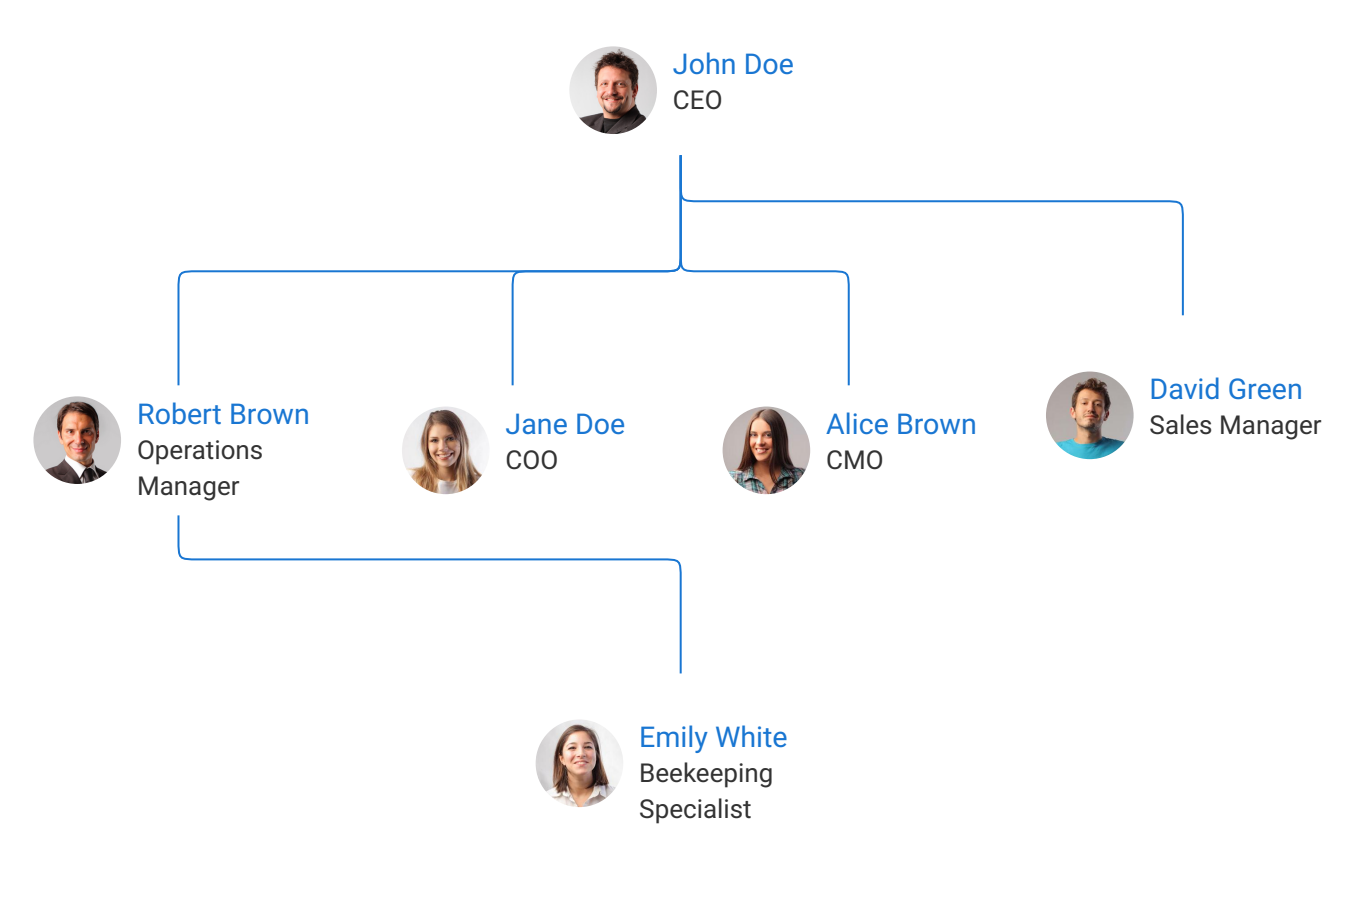 John Doe
CEO
Robert Brown
Operations
Manager
Jane Doe
COO
Alice Brown
CMO
David Green
Sales Manager
Emily White
Beekeeping
Specialist